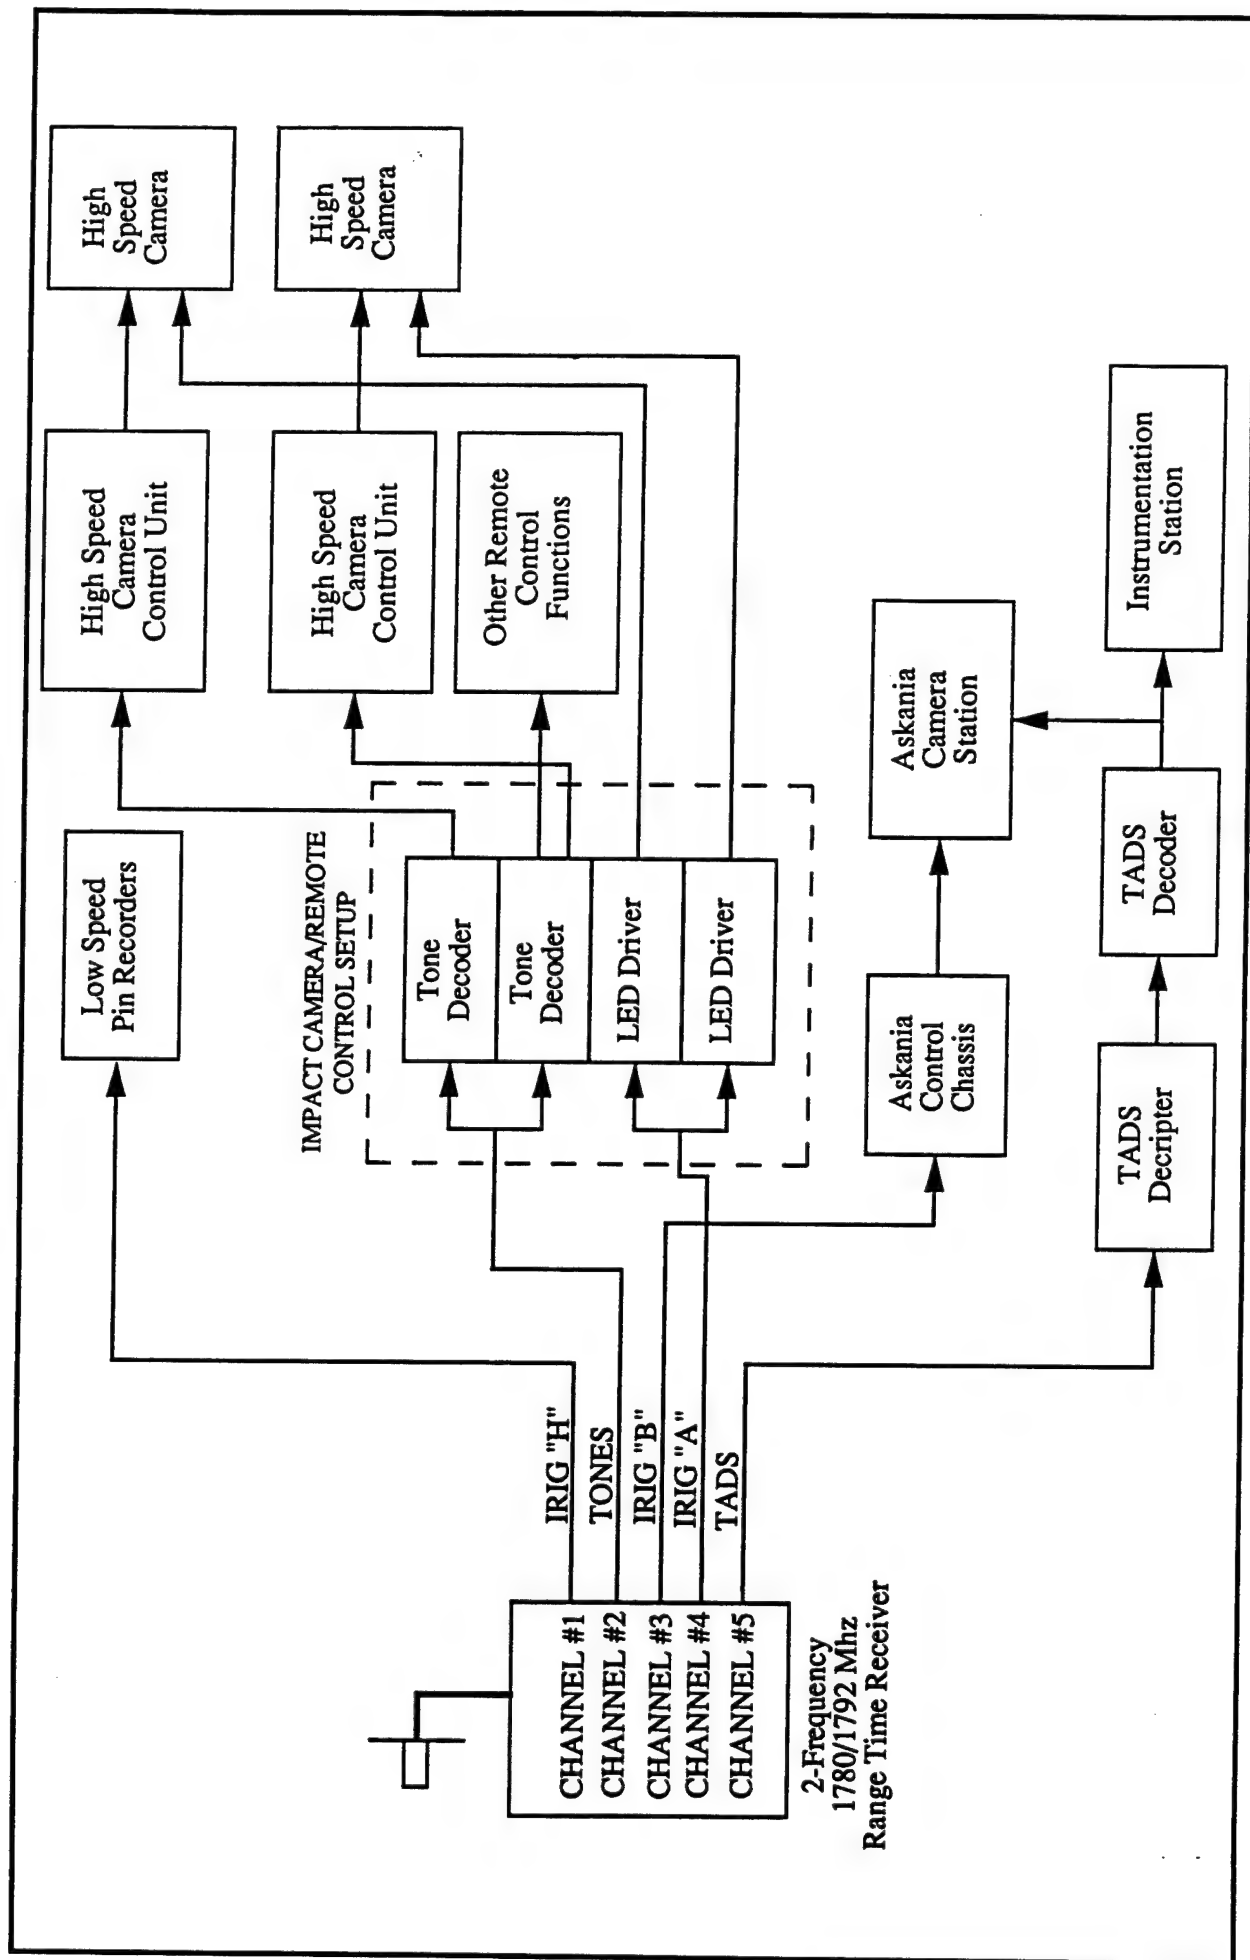 2-Frequency
1780/1792 Mhz
Range Time Receiver
CHANNEL #1
CHANNEL #2
CHANNEL #3
CHANNEL #4
CHANNEL #5
IRIG "H"
TONES
IRIG "B"
IRIG "A"
TADS
Low Speed
Pin Recorders
IMPACT CAMERA/REMOTE
CONTROL SETUP
Tone
Decoder
Tone
Decoder
LED Driver
LED Driver
High Speed
Camera
Control Unit
High Speed
Camera
Control Unit
Other Remote
Control
Functions
High
Speed
Camera
High
Speed
Camera
Askania
Control
Chassis
Askania
Camera
Station
TADS
Decripter
TADS
Decoder
Instrumentation
Station